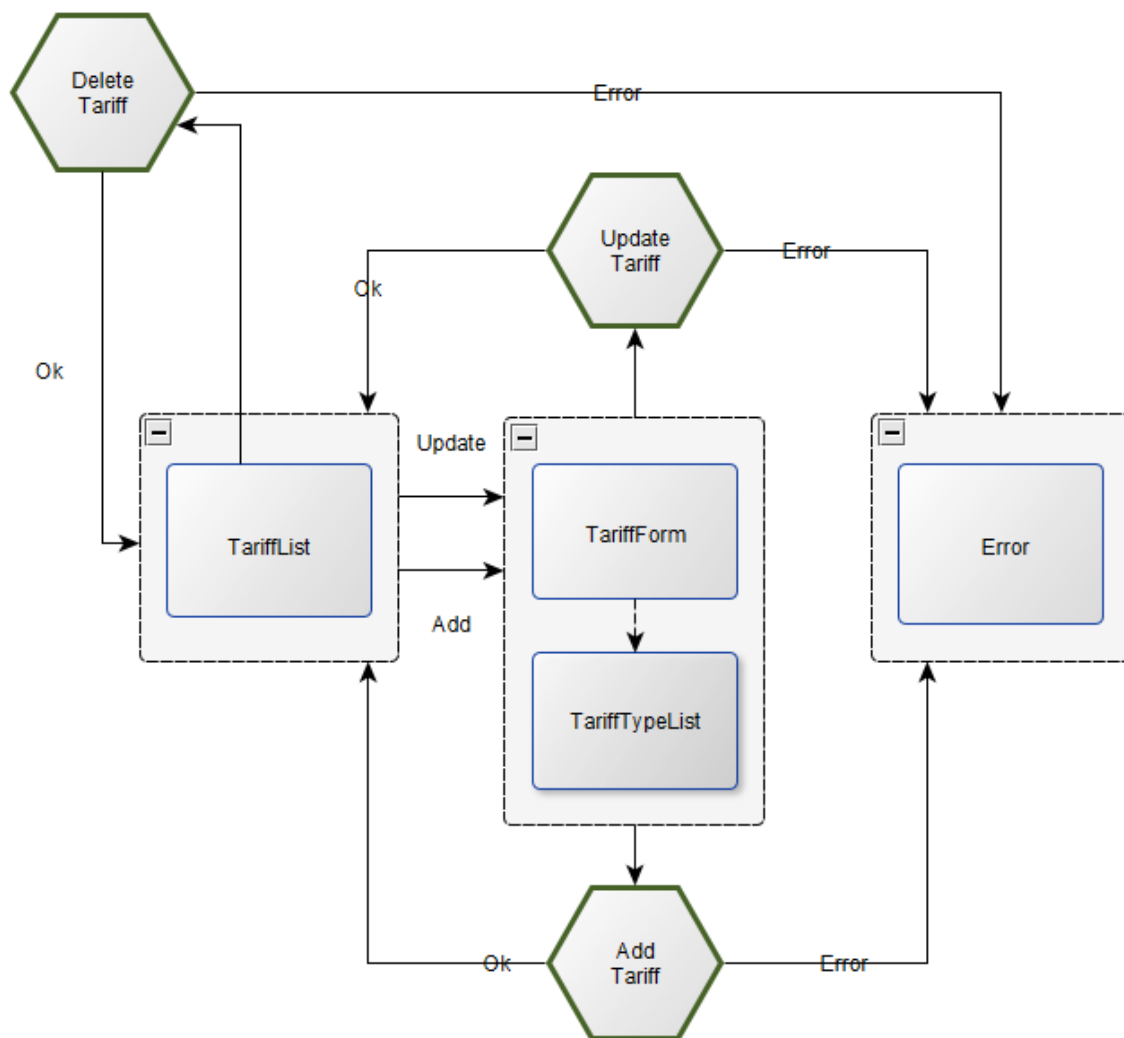 Delete
Tariff
Error
Update
Tariff
Error
Ok
Ok
Update
TariffForm
TariffList
Error
Add
TariffTypeList
Add
Tariff
Ok
Error